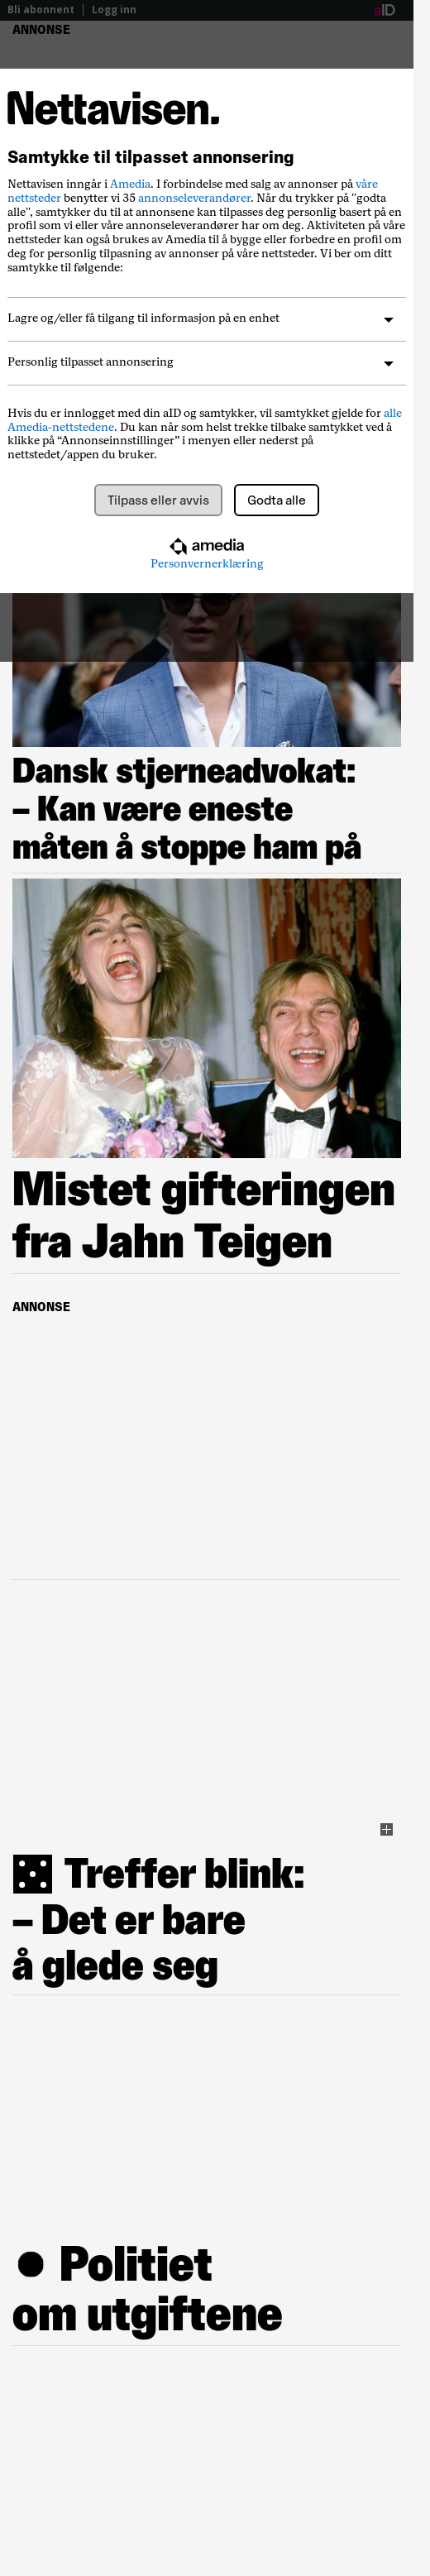 Bli abonnent | Logg inn
aID
ANNONSE
Nettavisen.
Samtykke til tilpasset annonsering
Nettavisen inngår i Amedia. I forbindelse med salg av annonser på våre
nettsteder benytter vi 35 annonseleverandører. Når du trykker på "godta
alle", samtykker du til at annonsene kan tilpasses deg personlig basert på en
profil som vi eller våre annonseleverandører har om deg. Aktiviteten på våre
nettsteder kan også brukes av Amedia til å bygge eller forbedre en profil om
deg for personlig tilpasning av annonser på våre nettsteder. Vi ber om ditt
samtykke til følgende:
Lagre og/eller få tilgang til informasjon på en enhet
Personlig tilpasset annonsering
Hvis du er innlogget med din aID og samtykker, vil samtykket gjelde for alle
Amedia-nettstedene. Du kan når som helst trekke tilbake samtykket ved å
klikke på “Annonseinnstillinger” i menyen eller nederst på
nettstedet/appen du bruker.
Tilpass eller avvis
Godta alle
amedia
Personvernerklæring
Dansk stjerneadvokat:
– Kan være eneste
måten å stoppe ham på
Mistet gifteringen
fra Jahn Teigen
ANNONSE
Treffer blink:
– Det er bare
å glede seg
Politiet
om utgiftene